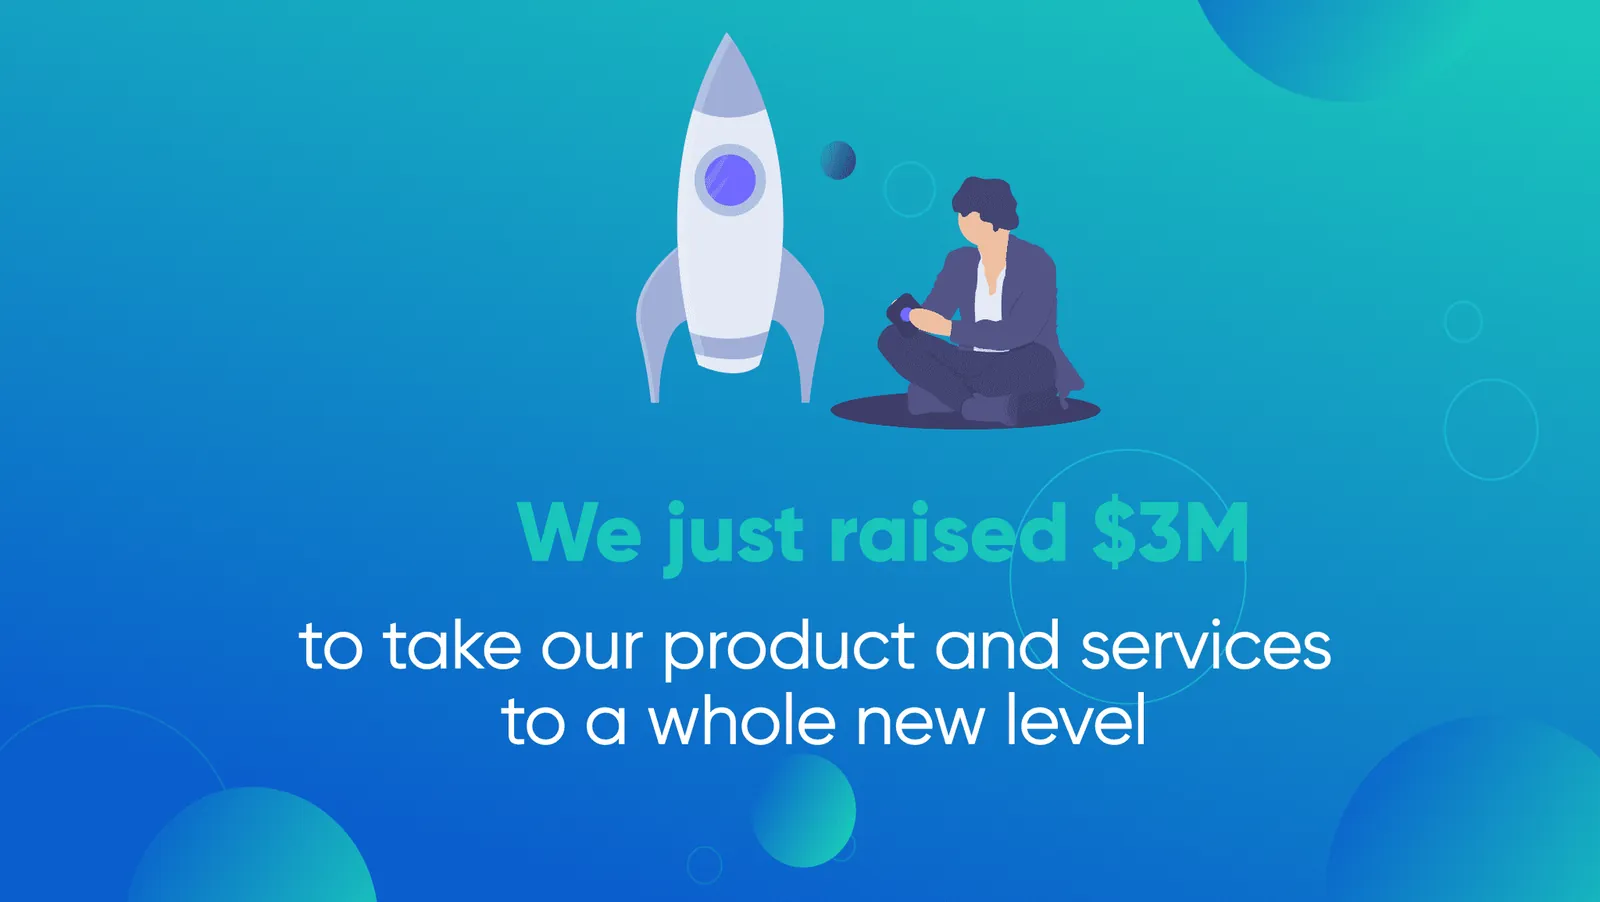 We just raised $3M
to take our product and services
to a whole new level